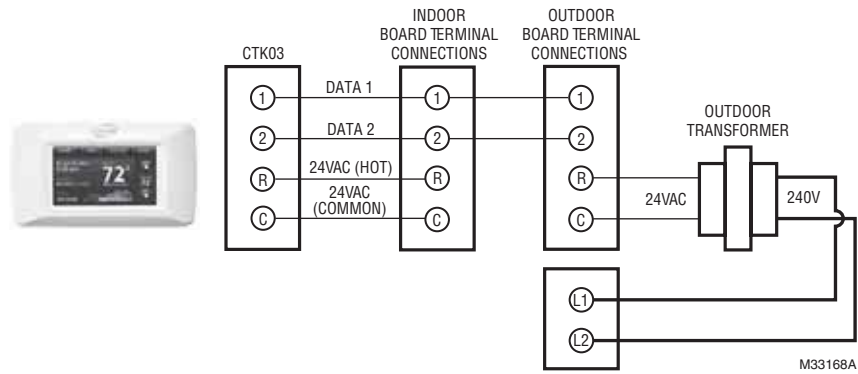 INDOOR
BOARD TERMINAL
CONNECTIONS
OUTDOOR
BOARD TERMINAL
CONNECTIONS
CTK03
1
DATA 1
1
1
2
DATA 2
2
2
R
24VAC (HOT)
R
R
24VAC
(COMMON)
C
C
C
24VAC
OUTDOOR
TRANSFORMER
240V
L1
L2
72°
M33168A